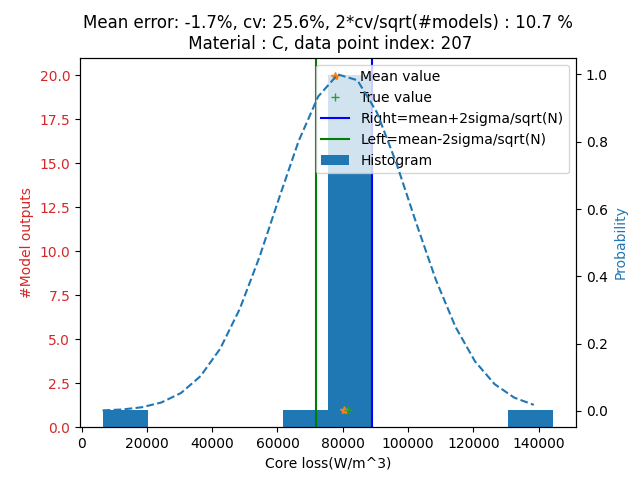 Mean error: -1.7%, cv: 25.6%, 2*cv/sqrt(#models) : 10.7 %
Material : C, data point index: 207
Mean value
True value
Right=mean+2sigma/sqrt(N)
Left=mean-2sigma/sqrt(N)
Histogram
#Model outputs
20.0
17.5
15.0
12.5
10.0
7.5
5.0
2.5
0.0
Probability
1.0
0.8
0.6
0.4
0.2
0.0
0 20000 40000 60000 80000 100000 120000 140000
Core loss(W/m^3)